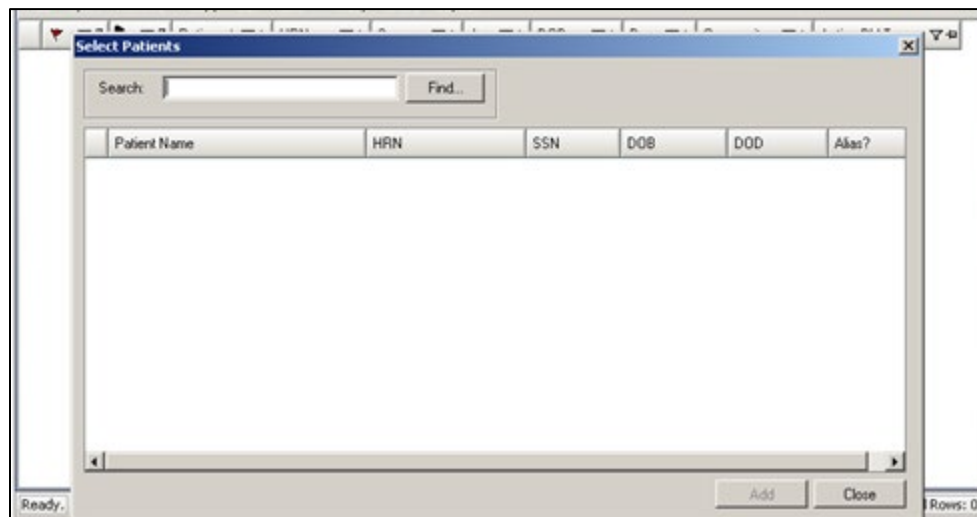 Select Patients
Search:
Find...
Patient Name HRN SSN DOB DOD Alias?
Add Close
Ready.
Rows: 0